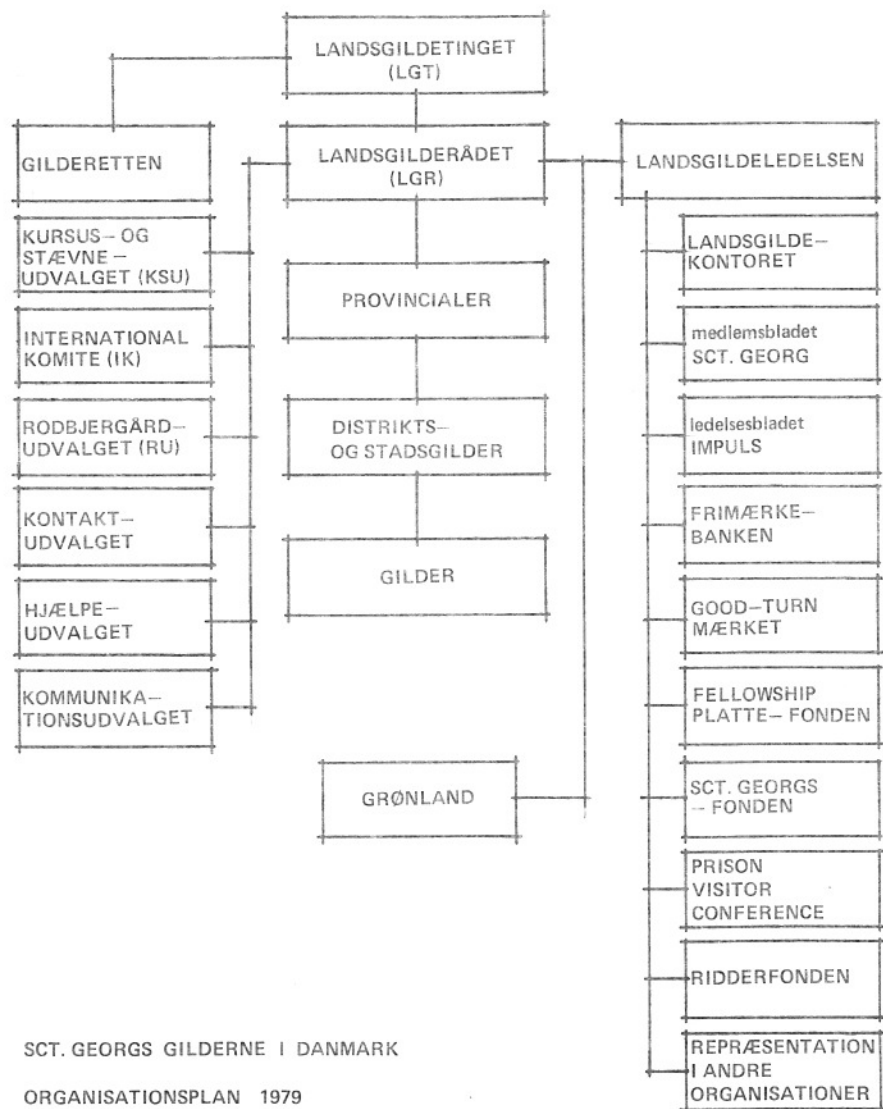 LANDSGILDETINGET
(LGT)
GILDERETTEN
LANDSGILDERÅDET
(LGR)
LANDSGILDELEDELSEN
KURSUS– OG
STÆVNE–
UDVALGET (KSU)
INTERNATIONAL
KOMITE (IK)
RODBJERGÅRD–
UDVALGET (RU)
KONTAKT–
UDVALGET
HJÆLPE–
UDVALGET
KOMMUNIKA–
TIONSUDVALGET
PROVINCIALER
DISTRIKTS–
OG STADSGILDER
GILDER
GRØNLAND
LANDSGILDE–
KONTORET
medlemsbladet
SCT. GEORG
ledelsesbladet
IMPULS
FRIMÆRKE–
BANKEN
GOOD–TURN
MÆRKET
FELLOWSHIP
PLATTE–FONDEN
SCT. GEORGS
– FONDEN
PRISON
VISITOR
CONFERENCE
RIDDERFONDEN
REPRÆSENTATION
I ANDRE
ORGANISATIONER
SCT. GEORGS GILDERNE I DANMARK
ORGANISATIONSPLAN 1979